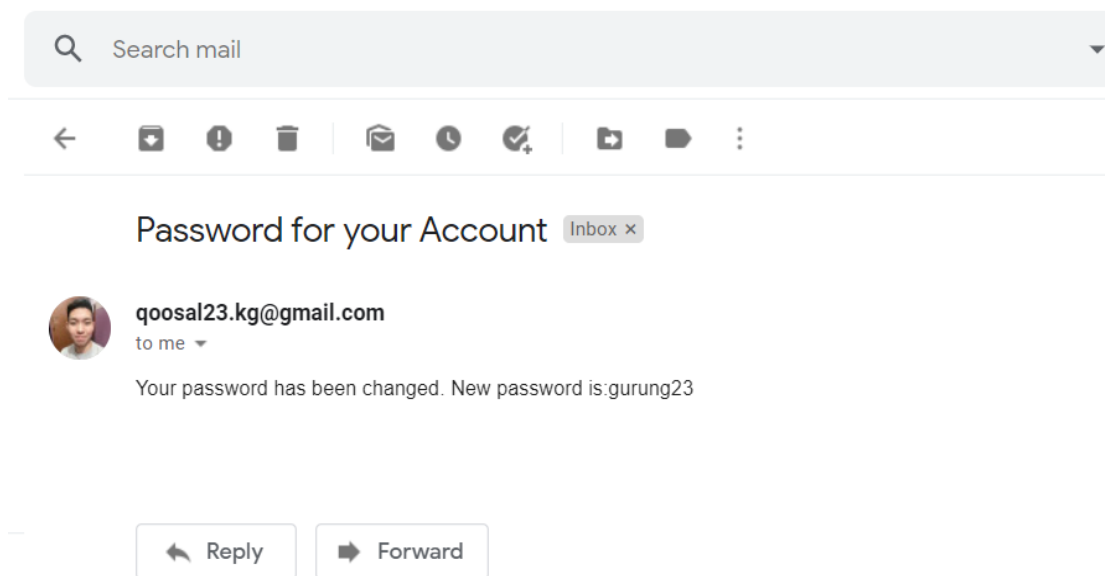 Search mail
Password for your Account Inbox ×
qoosal23.kg@gmail.com
to me
Your password has been changed. New password is:gurung23
Reply Forward